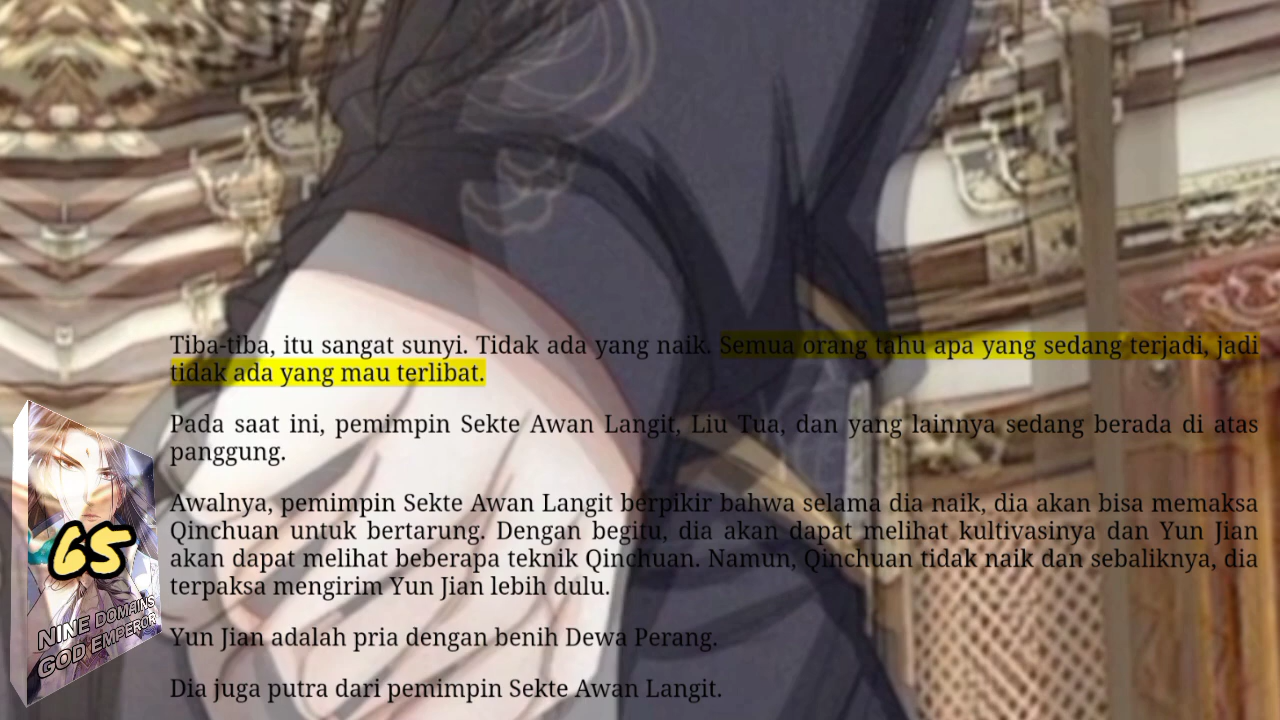 Tiba-tiba, itu sangat sunyi. Tidak ada yang naik. Semua orang tahu apa yang sedang terjadi, jadi
tidak ada yang mau terlibat.
Pada saat ini, pemimpin Sekte Awan Langit, Liu Tua, dan yang lainnya sedang berada di atas
panggung.
Awalnya, pemimpin Sekte Awan Langit berpikir bahwa selama dia naik, dia akan bisa memaksa
Qinchuan untuk bertarung. Dengan begitu, dia akan dapat melihat kultivasinya dan Yun Jian
akan dapat melihat beberapa teknik Qinchuan. Namun, Qinchuan tidak naik dan sebaliknya, dia
terpaksa mengirim Yun Jian lebih dulu.
Yun Jian adalah pria dengan benih Dewa Perang.
Dia juga putra dari pemimpin Sekte Awan Langit.
65
NINE DOMAINS
GOD EMPEROR